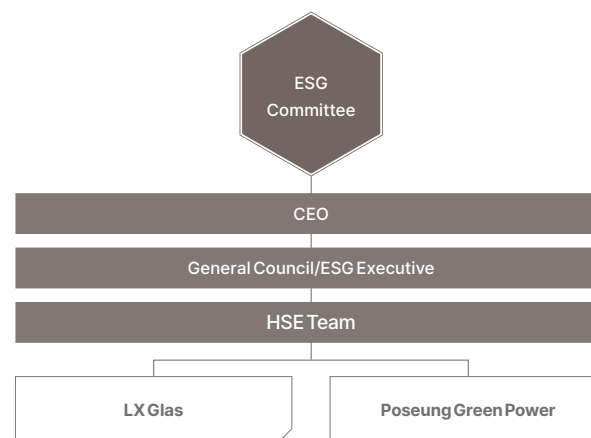 ESG
Committee
CEO
General Council/ESG Executive
HSE Team
LX Glas
Poseung Green Power